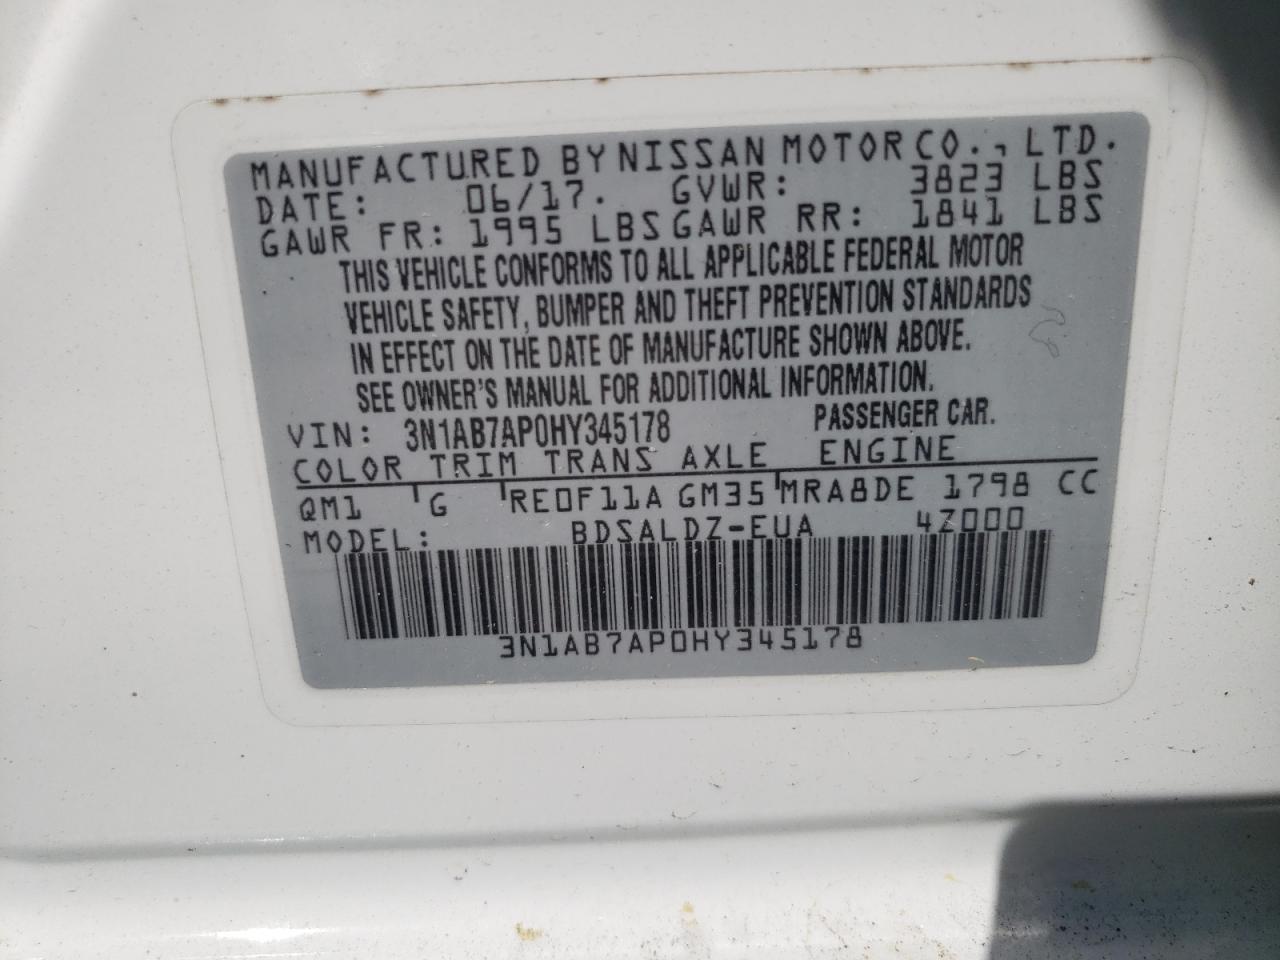 MANUFACTURED BY NISSAN MOTOR CO., LTD.
DATE: 06/17. GVWR: 3823 LBS
GAWR FR: 1995 LBS GAWR RR: 1841 LBS
THIS VEHICLE CONFORMS TO ALL APPLICABLE FEDERAL MOTOR
VEHICLE SAFETY, BUMPER AND THEFT PREVENTION STANDARDS
IN EFFECT ON THE DATE OF MANUFACTURE SHOWN ABOVE.
SEE OWNER'S MANUAL FOR ADDITIONAL INFORMATION.
VIN: 3N1AB7AP0HY345178 PASSENGER CAR.
COLOR TRIM TRANS AXLE ENGINE
QM1 G RE0F11A GM35 MRA8DE 1798 CC
MODEL: BDSALDZ-EUA 4Z000
3N1AB7AP0HY345178